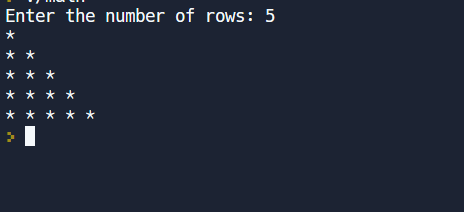 Enter the number of rows: 5
*
* *
* * *
* * * *
* * * * *
>